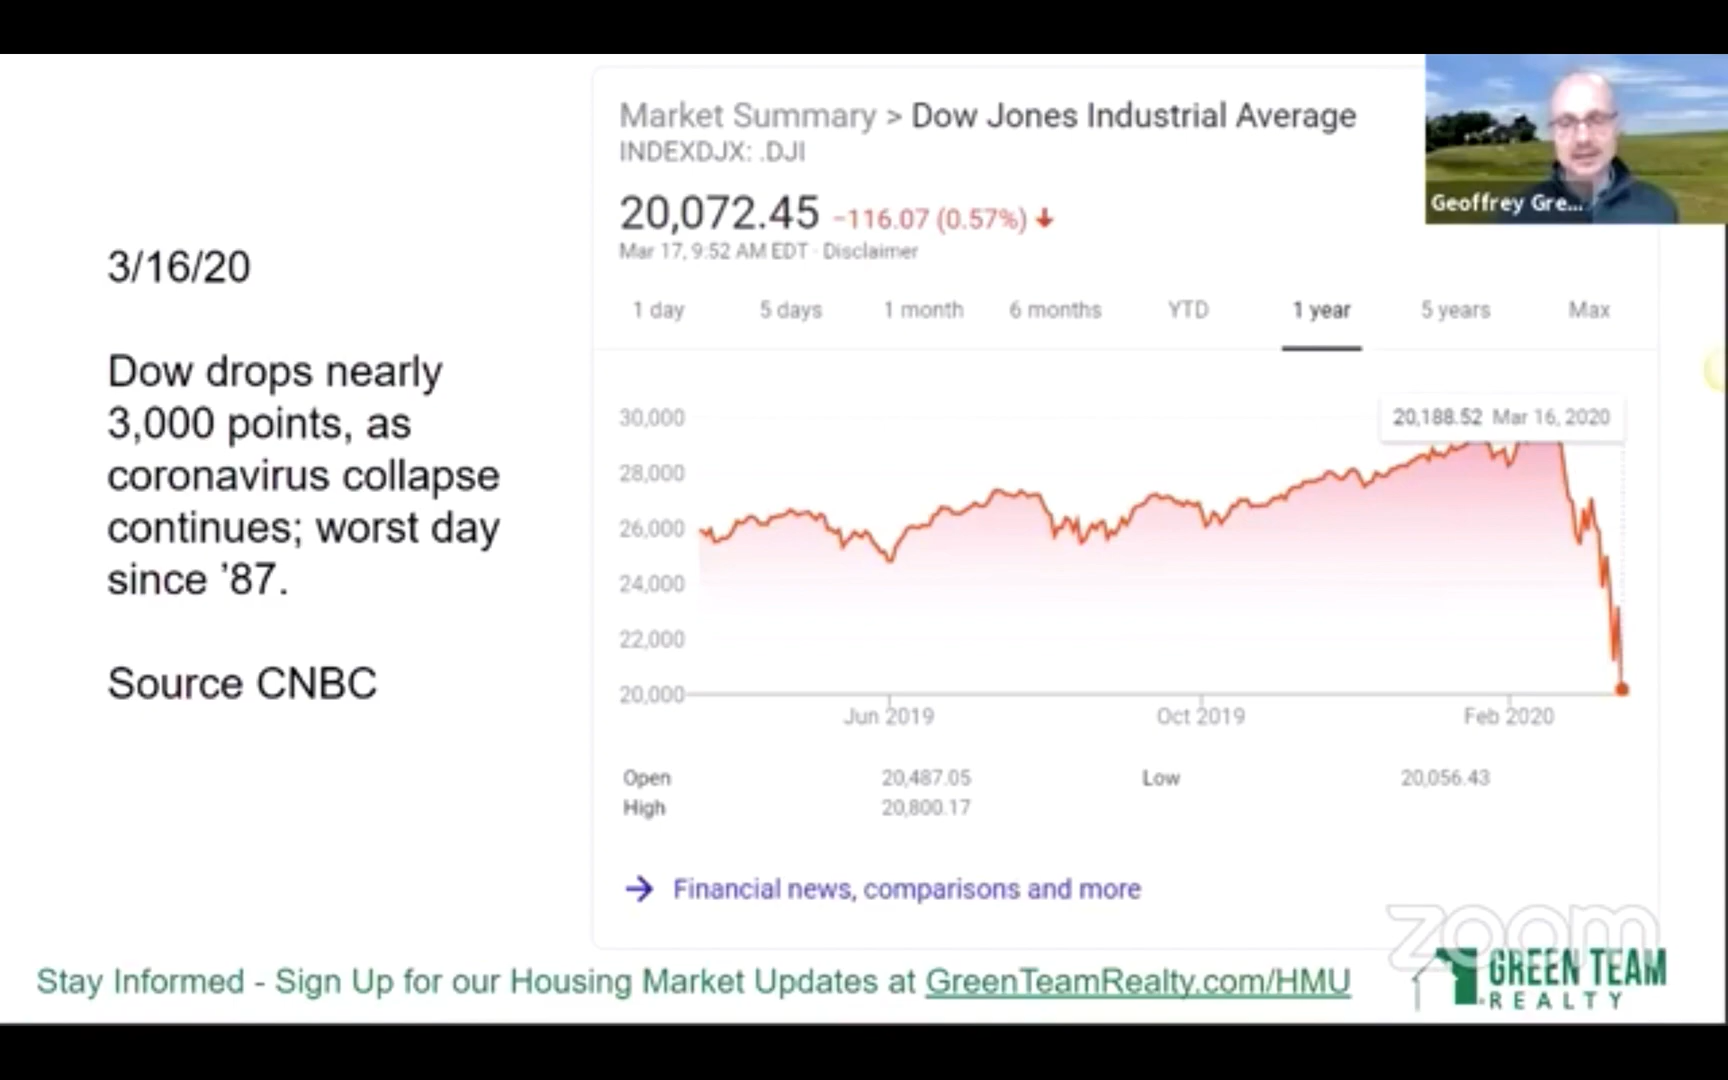 3/16/20
Dow drops nearly
3,000 points, as
coronavirus collapse
continues; worst day
since ’87.
Source CNBC
Market Summary > Dow Jones Industrial Average
INDEXDJX: .DJI
20,072.45 −116.07 (0.57%)
Mar 17, 9:52 AM EDT · Disclaimer
1 day 5 days 1 month 6 months YTD 1 year 5 years Max
20,188.52 Mar 16, 2020
30,000
28,000
26,000
24,000
22,000
20,000
Jun 2019 Oct 2019 Feb 2020
Open 20,487.05 Low 20,056.43
High 20,800.17
→ Financial news, comparisons and more
Geoffrey Gre...
Stay Informed - Sign Up for our Housing Market Updates at GreenTeamRealty.com/HMU
zoom
GREEN TEAM
REALTY